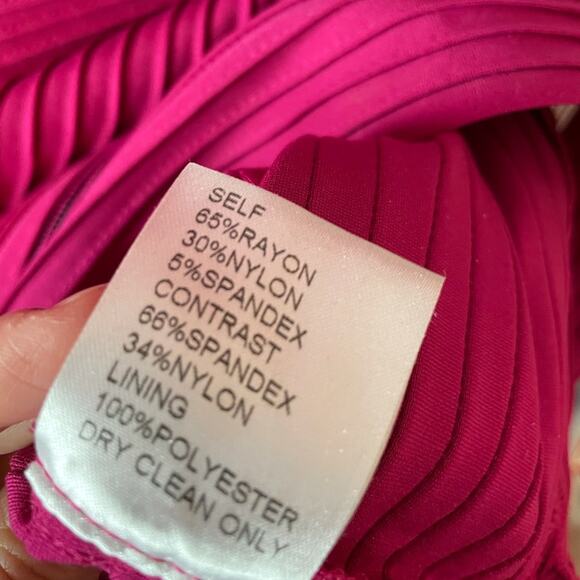 SELF
65%RAYON
30%NYLON
5%SPANDEX
CONTRAST
66%SPANDEX
34%NYLON
LINING
100%POLYESTER
DRY CLEAN ONLY